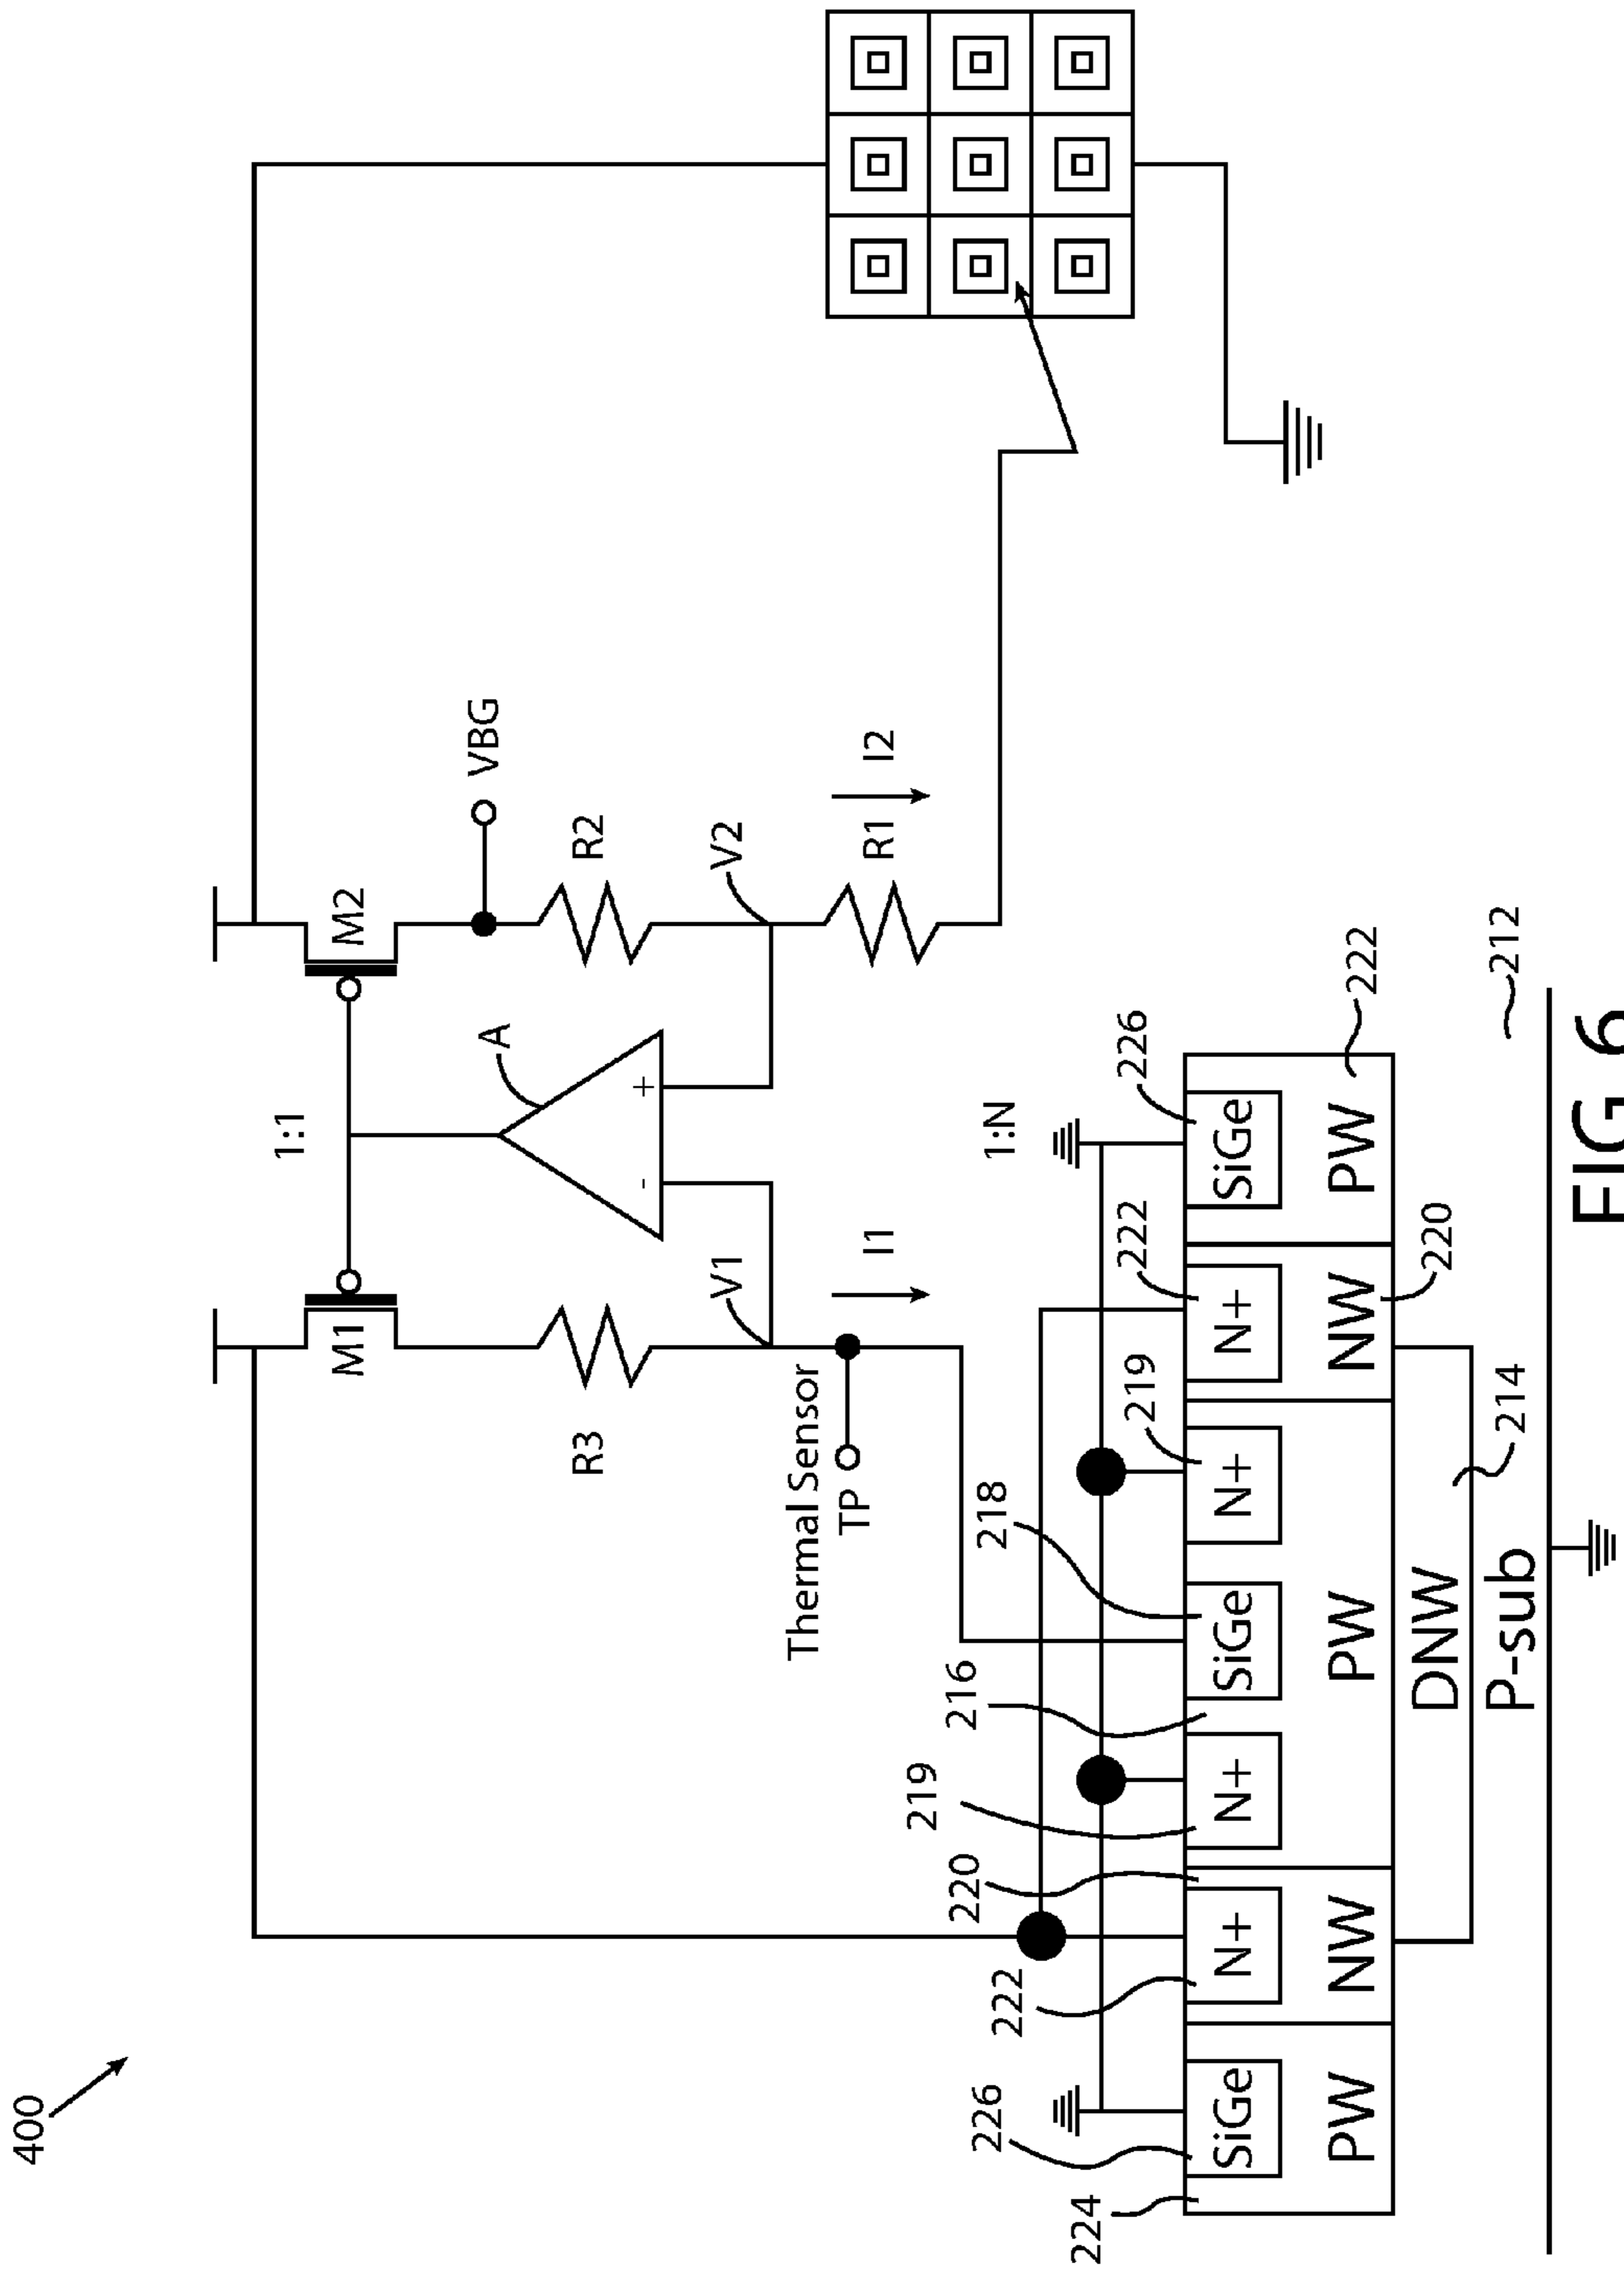 400
1:1
M1
M2
A
VBG
R3
R2
- +
V1
V2
Thermal Sensor
TP
I1
R1
I2
1:N
224
226
222
220
219
216
218
219
222
226
SiGe
N+
N+
SiGe
N+
N+
SiGe
PW
NW
PW
NW
PW
222
220
DNW
214
P-sub
212
FIG 6